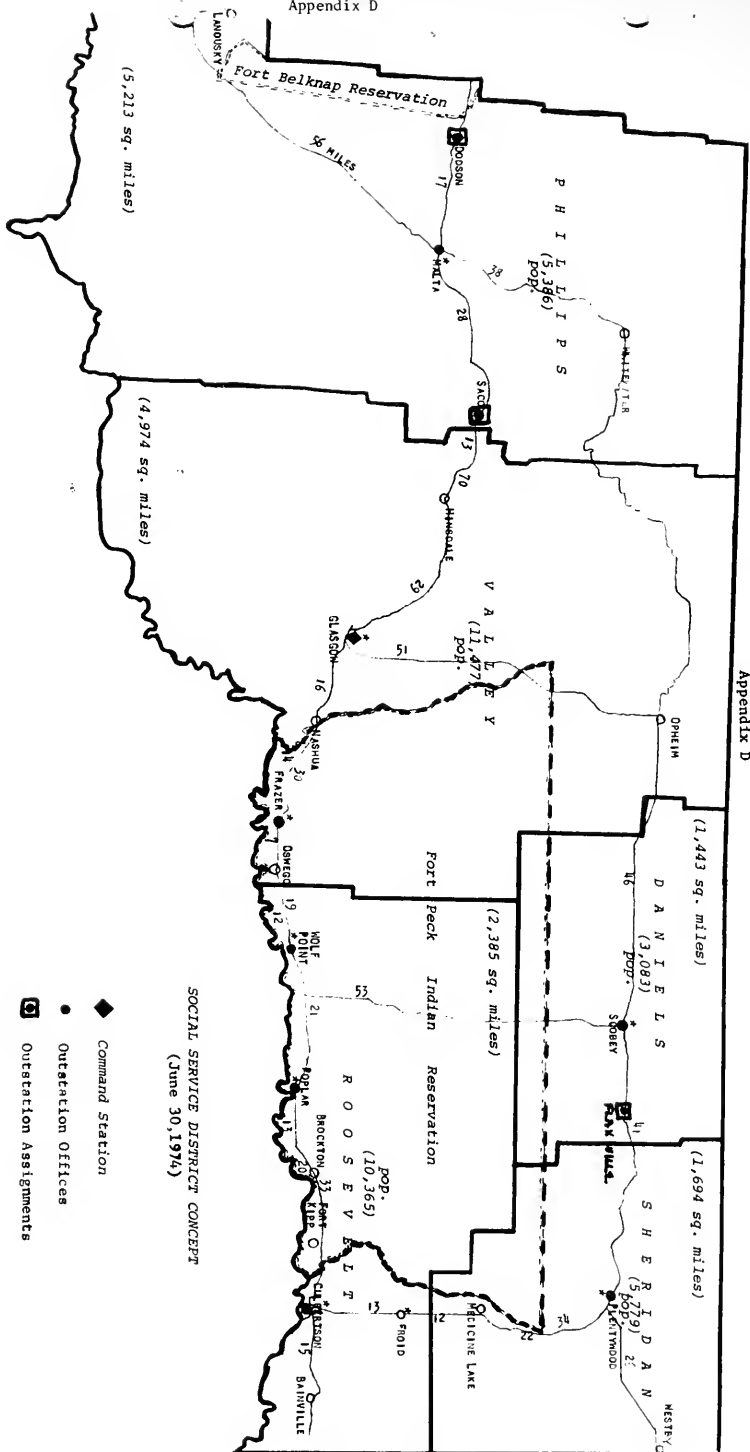 Appendix D
Appendix D
LANDUSKY
Fort Belknap Reservation
(5,213 sq. miles)
56 MILES
DODSON
17
MALTA
*
38
28
SACO
P H I L L I P S
(5,386)
pop.
13
70
HINSDALE
29
GLASGOW
*
51
16
NASHUA
14
30
FRAZER
*
7
OSWEGO
*
(4,974 sq. miles)
V A L L E Y
(11,477)
pop.
OPHEIM
(1,443 sq. miles)
D A N I E L S
(3,083)
pop.
46
SCOBEY
*
FLAXVILLE
41
(1,694 sq. miles)
S H E R I D A N
(5,779)
pop.
PLENTYWOOD
*
WESTBY
34
22
MEDICINE LAKE
12
FROID
*
13
(2,385 sq. miles)
Fort Peck Indian Reservation
19
12
WOLF
POINT
*
53
21
POPLAR
*
13
BROCKTON
20
33
FORT
KIPP
CULBERTSON
*
15
BAINVILLE
R O O S E V E L T
(10,365)
pop.
SOCIAL SERVICE DISTRICT CONCEPT
(June 30,1974)
Command Station
Outstation Offices
Outstation Assignments